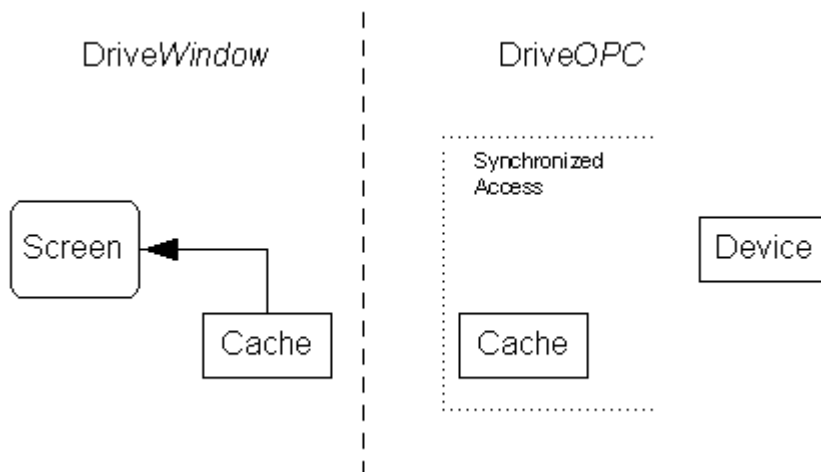 DriveWindow
DriveOPC
Synchronized
Access
Screen
Device
Cache
Cache